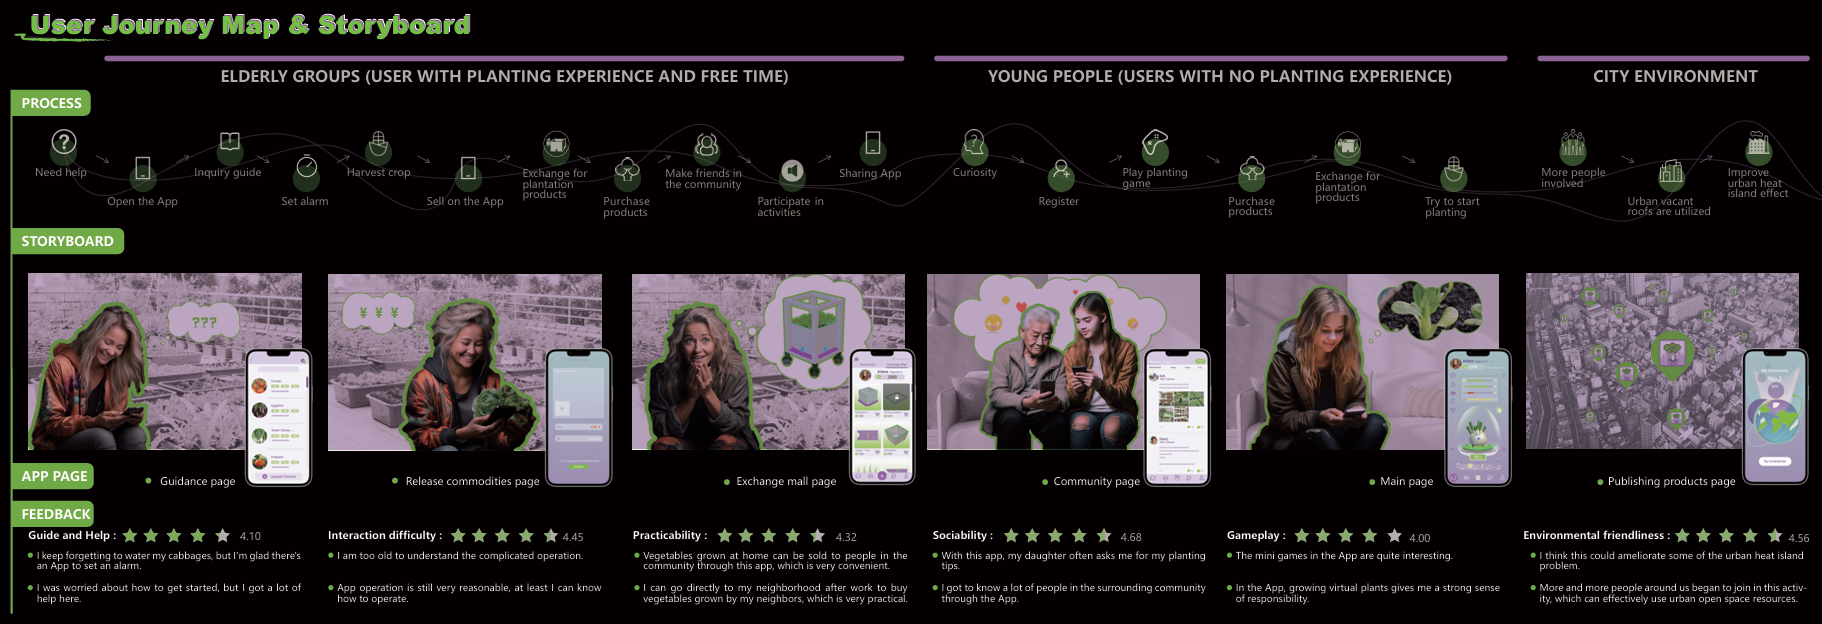 User Journey Map & Storyboard
ELDERLY GROUPS (USER WITH PLANTING EXPERIENCE AND FREE TIME)
YOUNG PEOPLE (USERS WITH NO PLANTING EXPERIENCE)
CITY ENVIRONMENT
PROCESS
Need help
Open the App
Inquiry guide
Set alarm
Harvest crop
Sell on the App
Exchange for
plantation
products
Purchase
products
Make friends in
the community
Participate in
activities
Sharing App
Curiosity
Register
Play planting
game
Purchase
products
Exchange for
plantation
products
Try to start
planting
More people
involved
Urban vacant
roofs are utilized
Improve
urban heat
island effect
STORYBOARD
???
¥ ¥ ¥
No.2
APP PAGE
Guidance page
Release commodities page
Exchange mall page
Community page
Main page
Publishing products page
FEEDBACK
Guide and Help : 4.10
I keep forgetting to water my cabbages, but I'm glad there's
an App to set an alarm.
I was worried about how to get started, but I got a lot of
help here.
Interaction difficulty : 4.45
I am too old to understand the complicated operation.
App operation is still very reasonable, at least I can know
how to operate.
Practicability : 4.32
Vegetables grown at home can be sold to people in the
community through this app, which is very convenient.
I can go directly to my neighborhood after work to buy
vegetables grown by my neighbors, which is very practical.
Sociability : 4.68
With this app, my daughter often asks me for my planting
tips.
I got to know a lot of people in the surrounding community
through the App.
Gameplay : 4.00
The mini games in the App are quite interesting.
In the App, growing virtual plants gives me a strong sense
of responsibility.
Environmental friendliness : 4.56
I think this could ameliorate some of the urban heat island
problem.
More and more people around us began to join in this activ-
ity, which can effectively use urban open space resources.